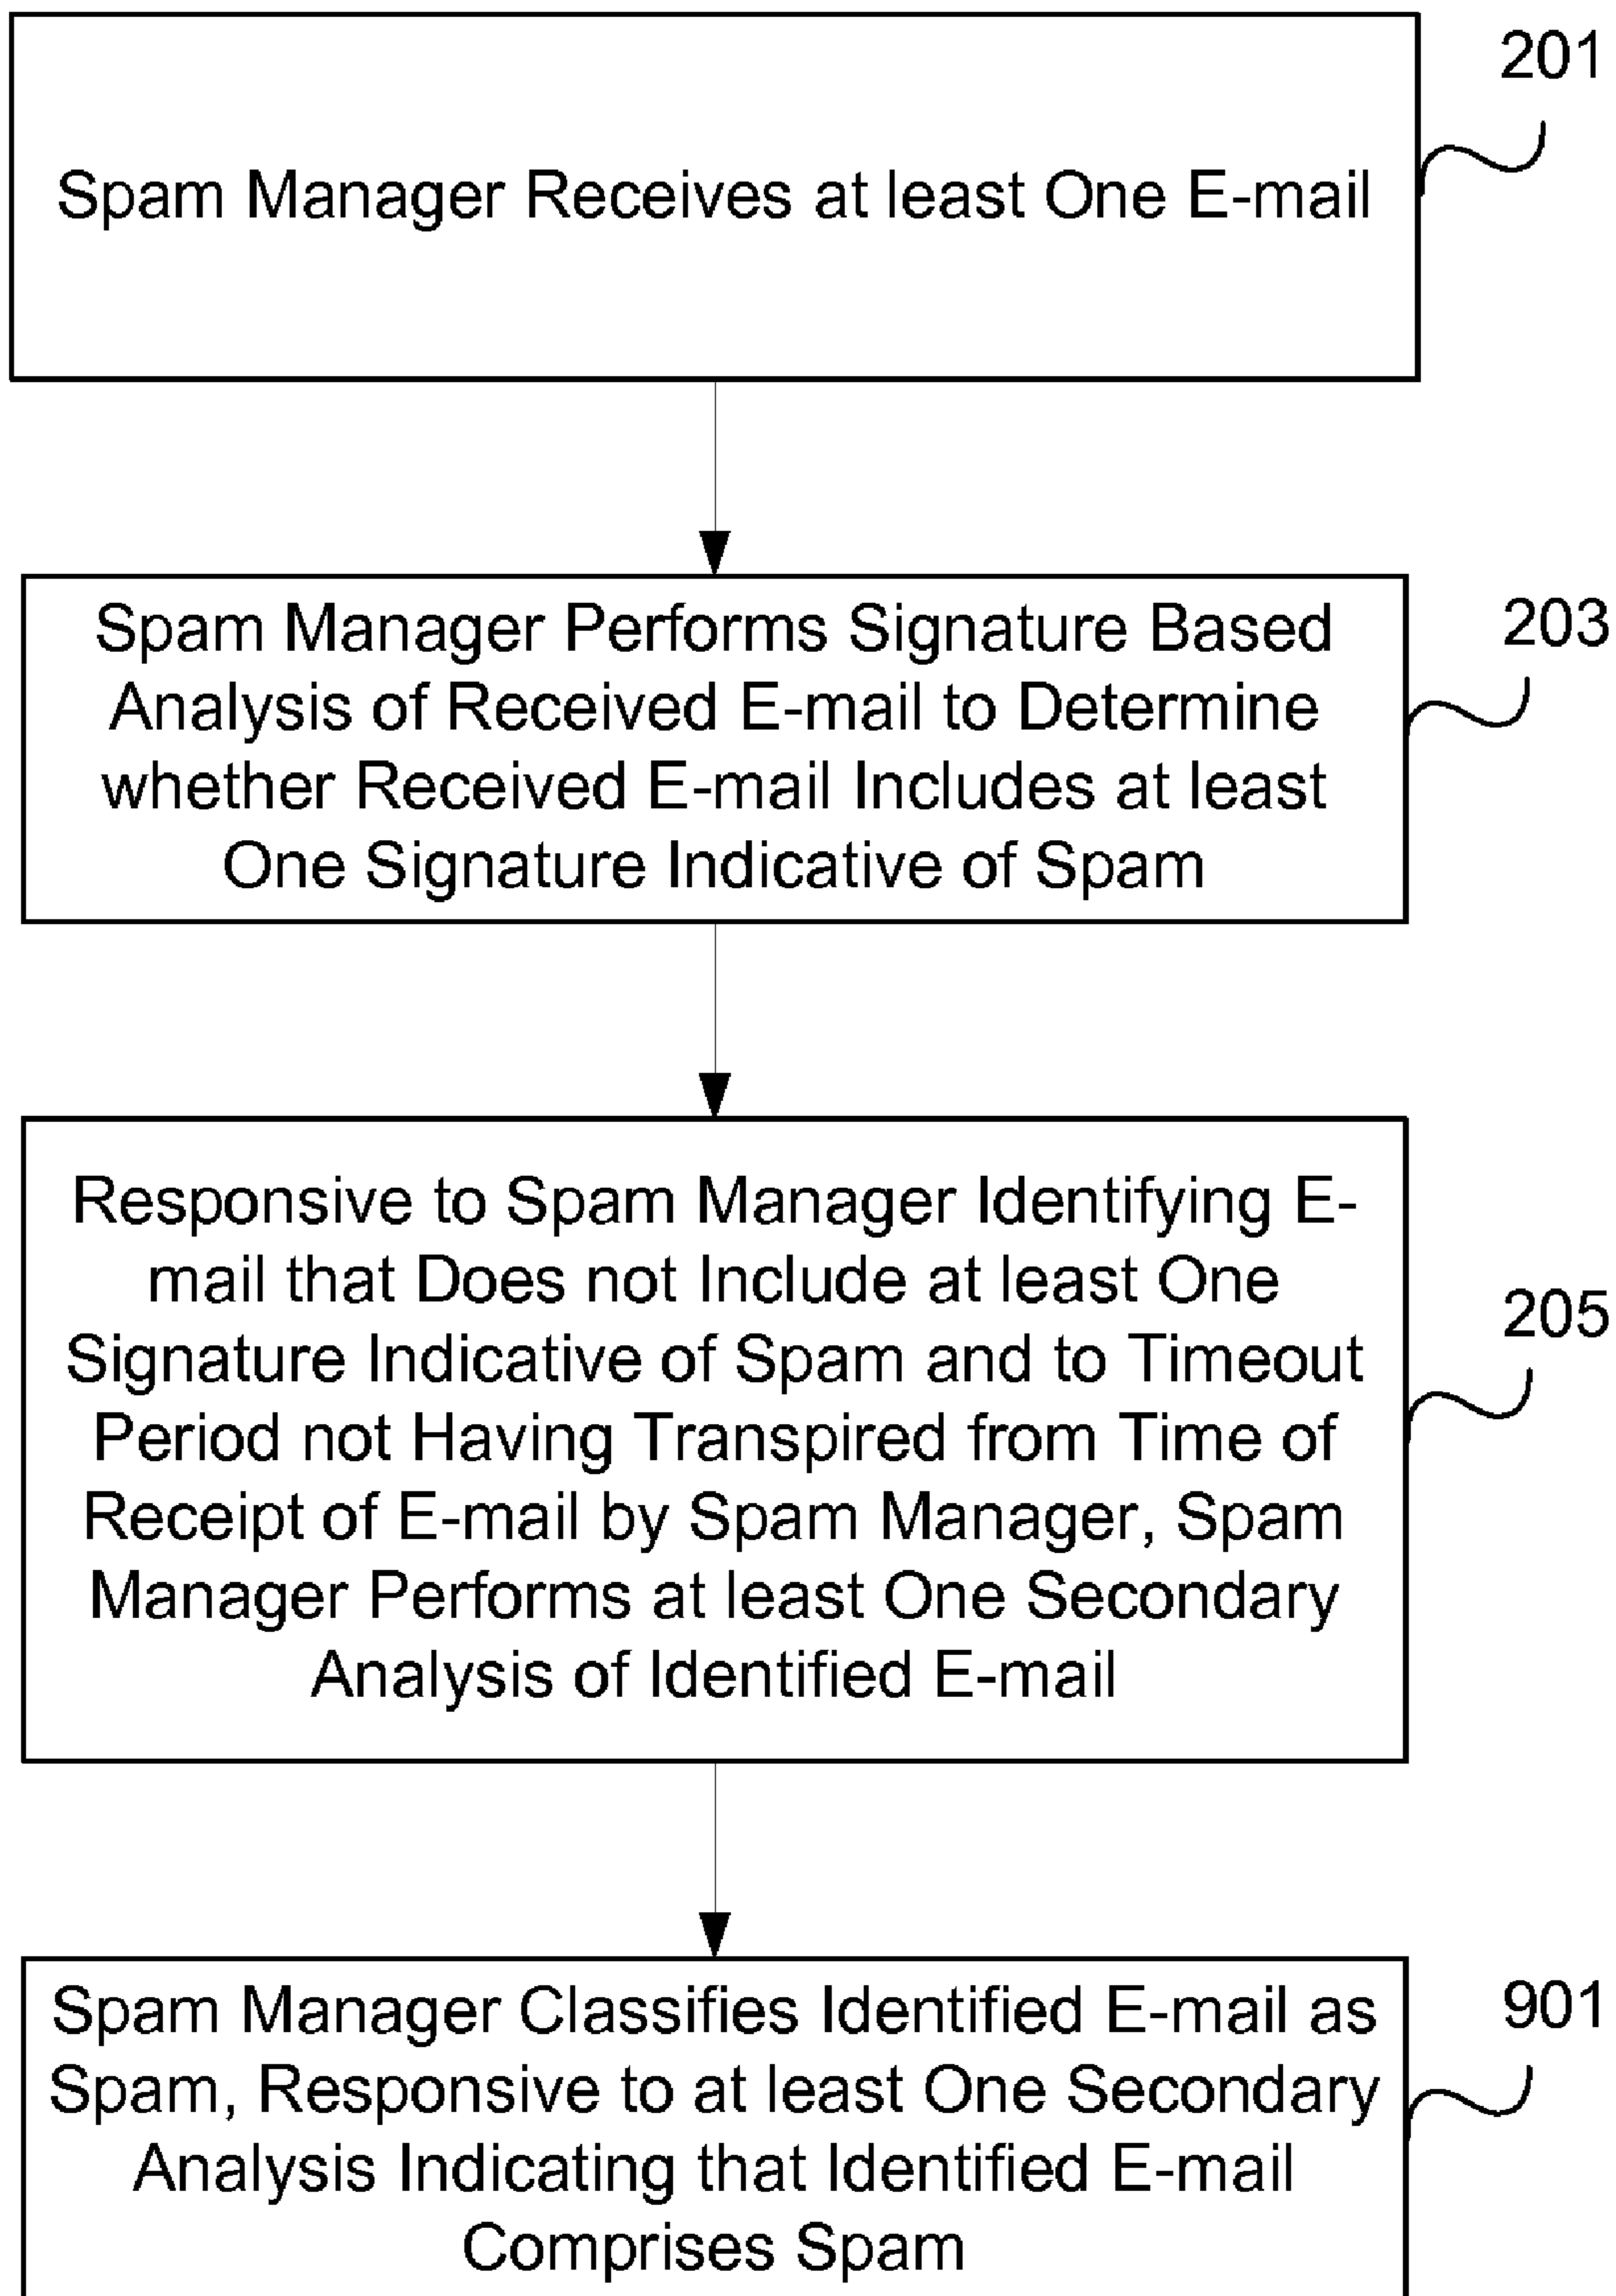 201
Spam Manager Receives at least One E-mail
203
Spam Manager Performs Signature Based
Analysis of Received E-mail to Determine
whether Received E-mail Includes at least
One Signature Indicative of Spam
205
Responsive to Spam Manager Identifying E-
mail that Does not Include at least One
Signature Indicative of Spam and to Timeout
Period not Having Transpired from Time of
Receipt of E-mail by Spam Manager, Spam
Manager Performs at least One Secondary
Analysis of Identified E-mail
901
Spam Manager Classifies Identified E-mail as
Spam, Responsive to at least One Secondary
Analysis Indicating that Identified E-mail
Comprises Spam